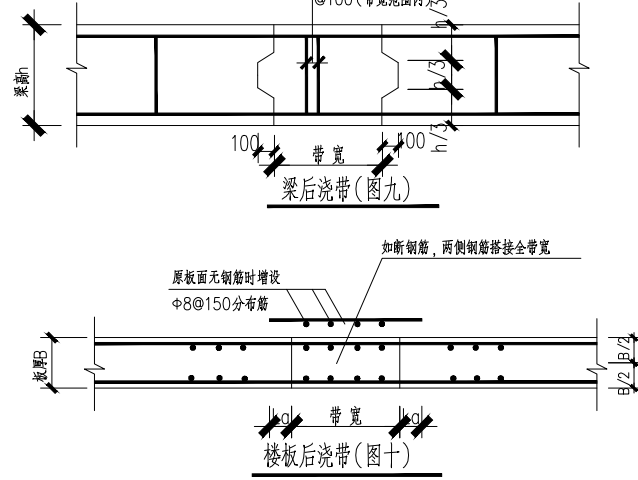 @100(带宽范围内)
h/3
梁高h
h/3
h/3
100
带宽
100
梁后浇带(图九)
如断钢筋，两侧钢筋搭接全带宽
原板面无钢筋时增设
Φ8@150分布筋
板厚B
B/2
B/2
la
带宽
la
楼板后浇带(图十)